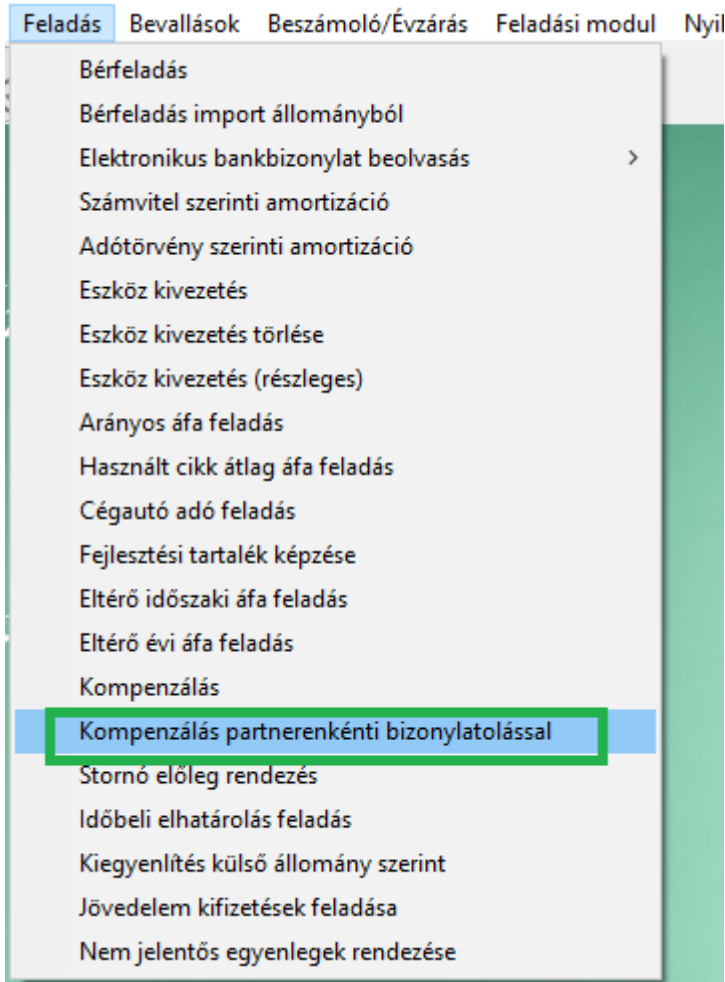 Feladás Bevallások Beszámoló/Évzárás Feladási modul
Bérfeladás
Bérfeladás import állományból
Elektronikus bankbizonylat beolvasás >
Számvitel szerinti amortizáció
Adótörvény szerinti amortizáció
Eszköz kivezetés
Eszköz kivezetés törlése
Eszköz kivezetés (részleges)
Arányos áfa feladás
Használt cikk átlag áfa feladás
Cégautó adó feladás
Fejlesztési tartalék képzése
Eltérő időszaki áfa feladás
Eltérő évi áfa feladás
Kompenzálás
Kompenzálás partnerenkénti bizonylatolással
Stornó előleg rendezés
Időbeli elhatárolás feladás
Kiegyenlítés külső állomány szerint
Jövedelem kifizetések feladása
Nem jelentős egyenlegek rendezése